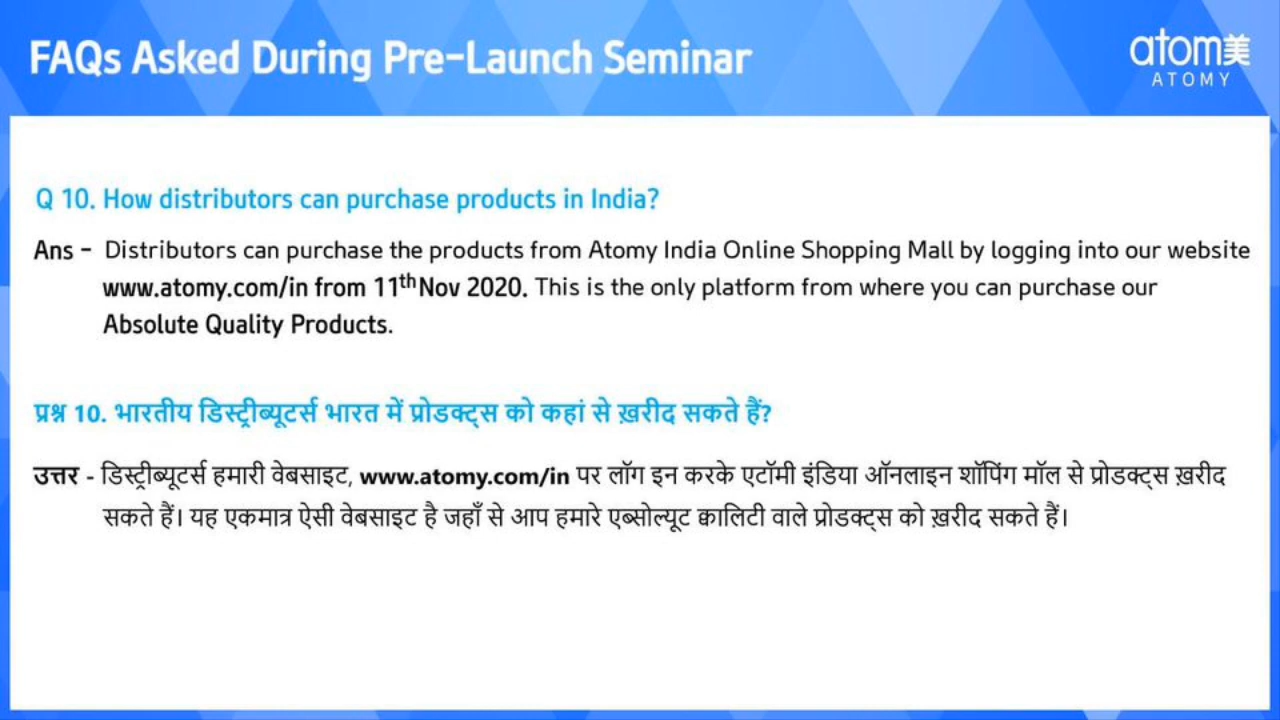 FAQs Asked During Pre-Launch Seminar
atom美
ATOMY
Q 10. How distributors can purchase products in India?
Ans - Distributors can purchase the products from Atomy India Online Shopping Mall by logging into our website
www.atomy.com/in from 11th Nov 2020. This is the only platform from where you can purchase our
Absolute Quality Products.
प्रश्न 10. भारतीय डिस्ट्रीब्यूटर्स भारत में प्रोडक्ट्स को कहां से ख़रीद सकते हैं?
उत्तर - डिस्ट्रीब्यूटर्स हमारी वेबसाइट, www.atomy.com/in पर लॉग इन करके एटॉमी इंडिया ऑनलाइन शॉपिंग मॉल से प्रोडक्ट्स ख़रीद
सकते हैं। यह एकमात्र ऐसी वेबसाइट है जहाँ से आप हमारे एब्सोल्यूट क्वालिटी वाले प्रोडक्ट्स को ख़रीद सकते हैं।